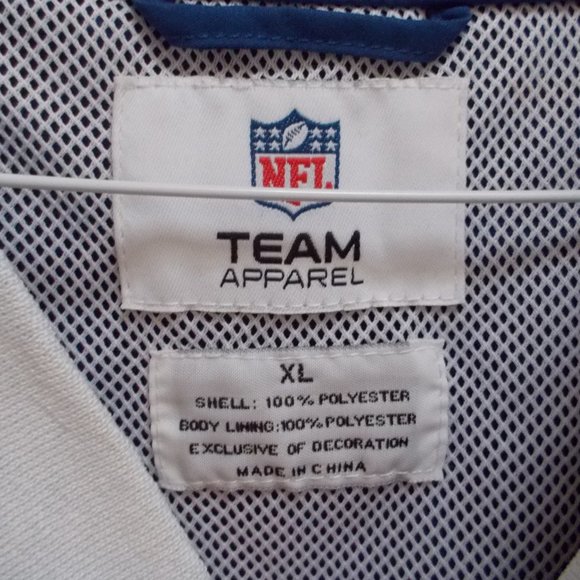 NFL
TEAM
APPAREL
XL
SHELL: 100% POLYESTER
BODY LINING:100% POLYESTER
EXCLUSIVE OF DECORATION
MADE IN CHINA